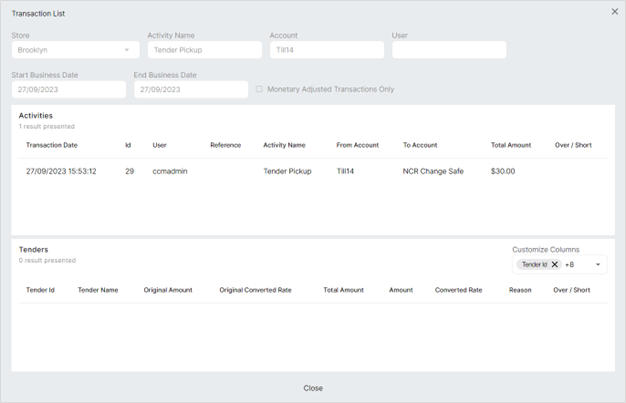 Transaction List
Store Activity Name Account User
Brooklyn Tender Pickup Till14
Start Business Date End Business Date
27/09/2023 27/09/2023 Monetary Adjusted Transactions Only
Activities
1 result presented
Transaction Date Id User Reference Activity Name From Account To Account Total Amount Over / Short
27/09/2023 15:53:12 29 ccmadmin Tender Pickup Till14 NCR Change Safe $30.00
Tenders Customize Columns
0 result presented
Tender Id +8
Tender Id Tender Name Original Amount Original Converted Rate Total Amount Amount Converted Rate Reason Over / Short
Close